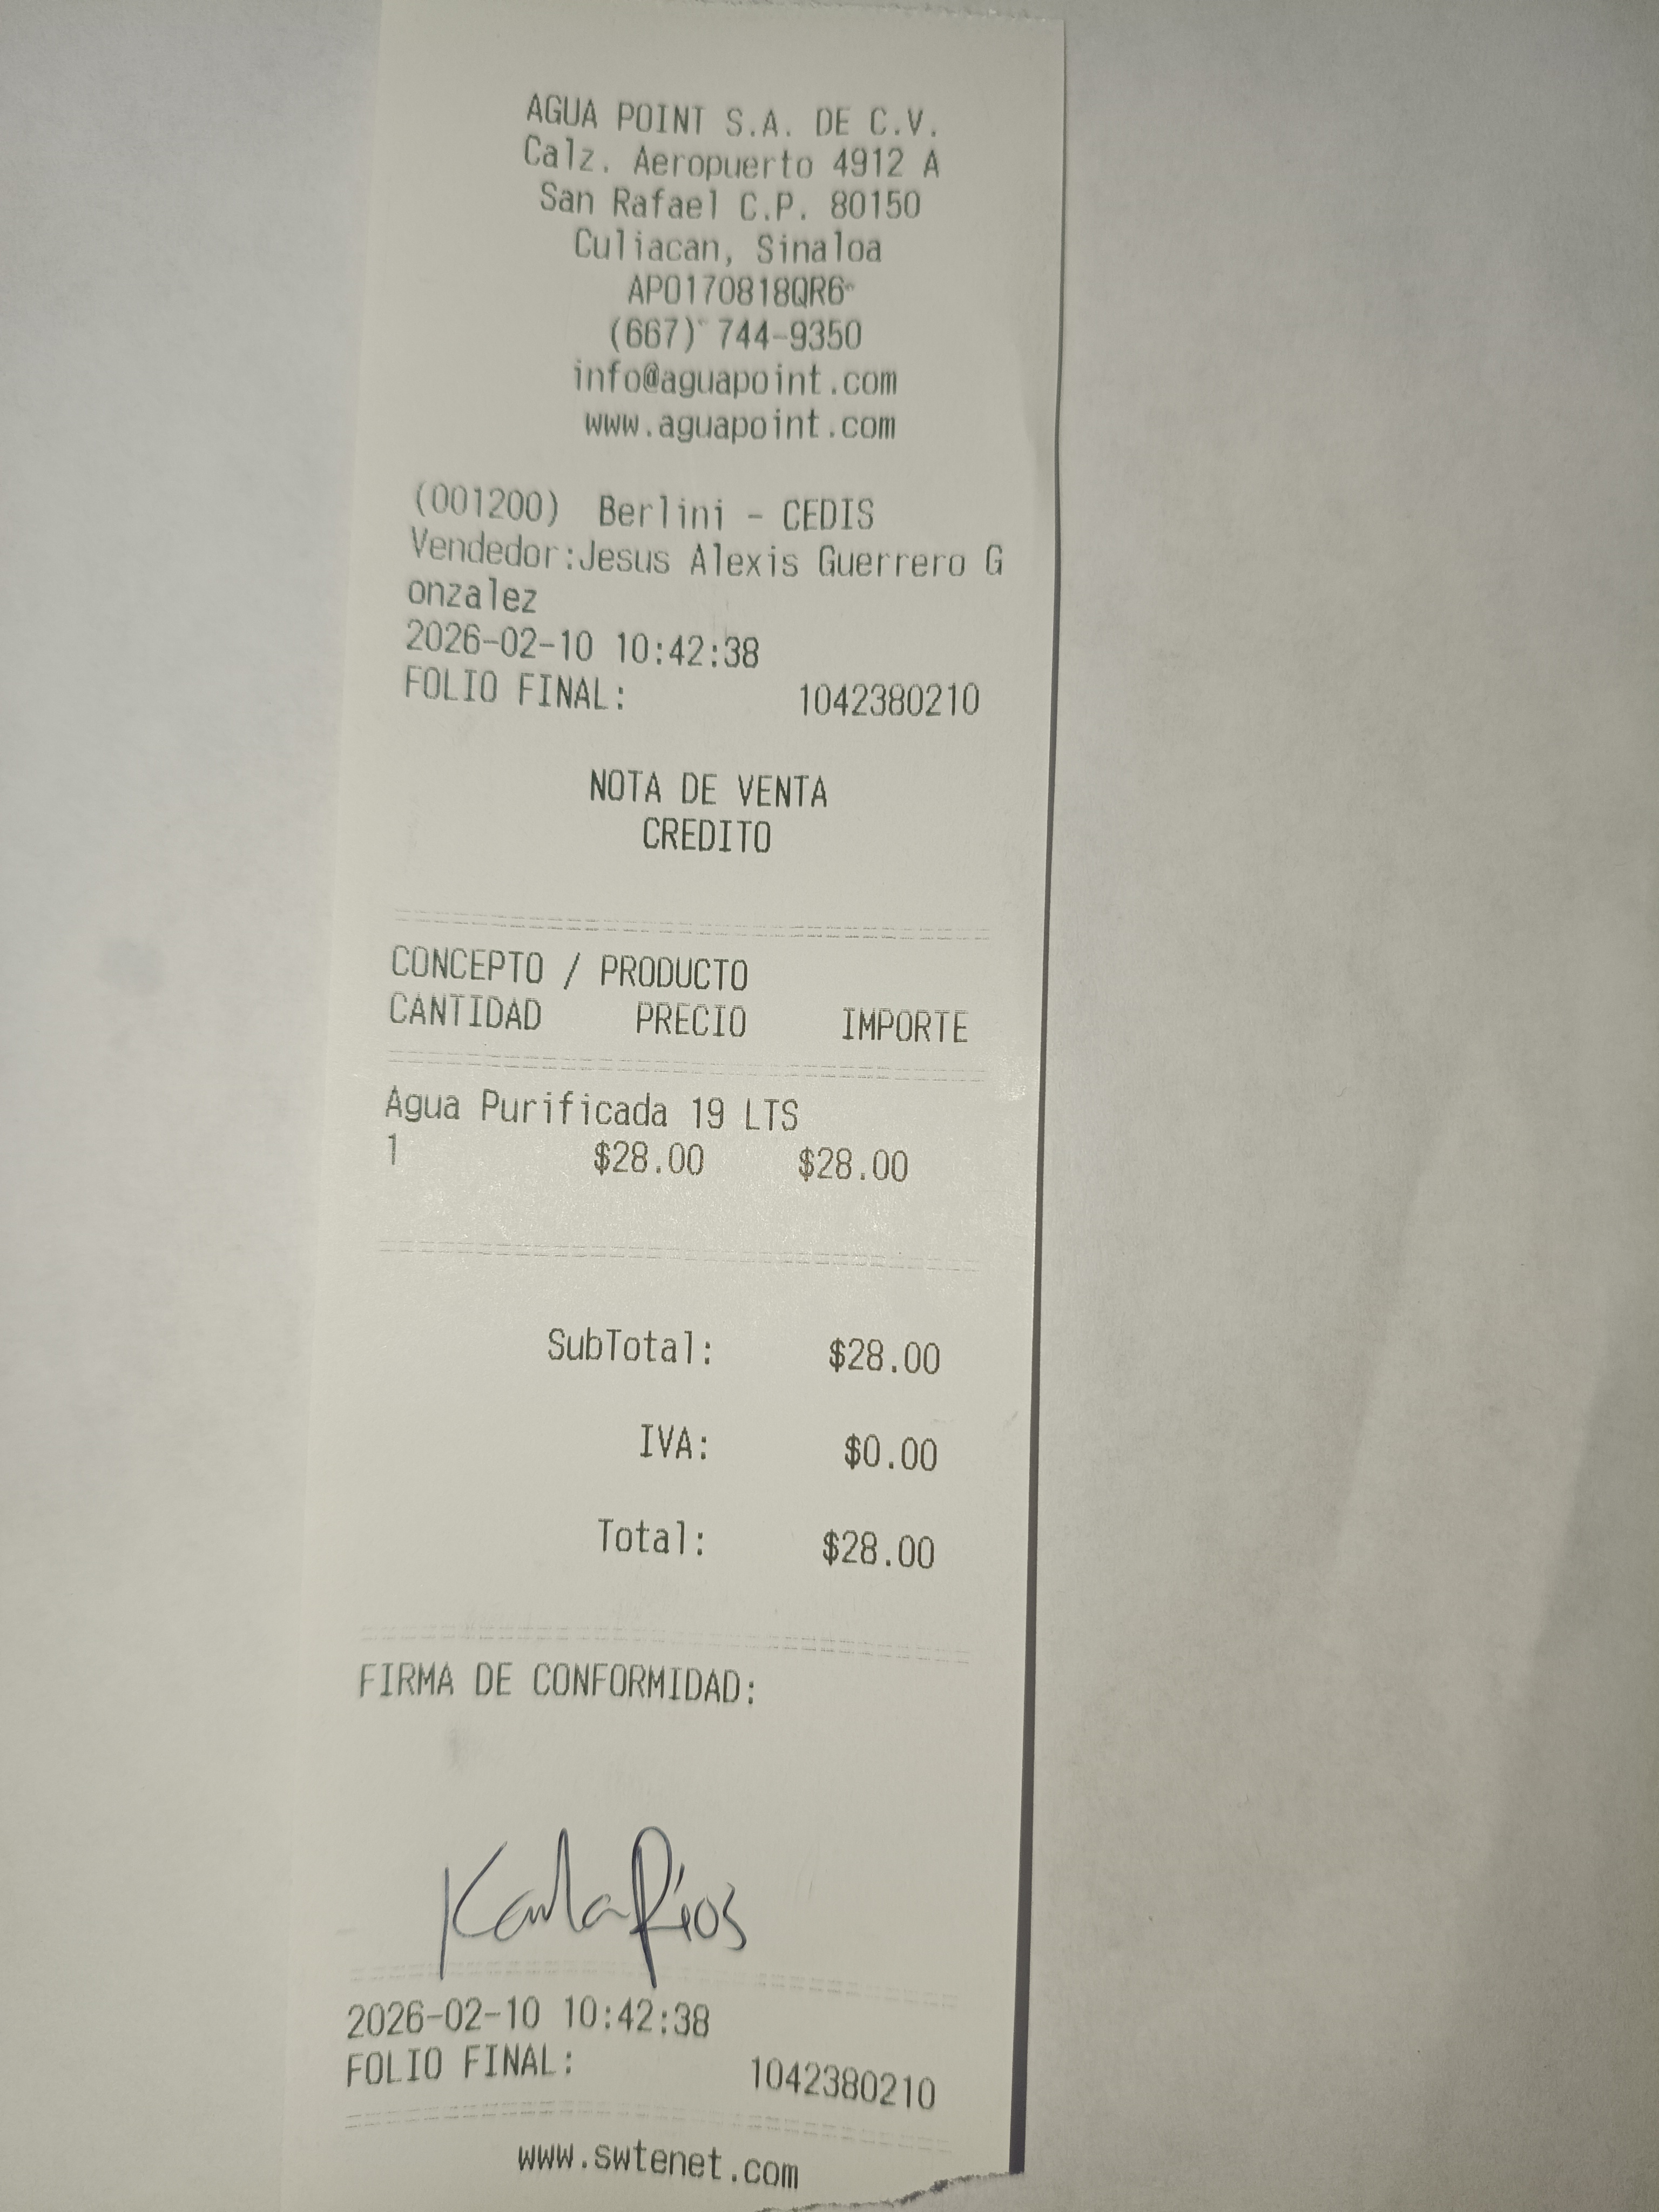 AGUA POINT S.A. DE C.V.
Calz. Aeropuerto 4912 A
San Rafael C.P. 80150
Culiacan, Sinaloa
APO170818QR6
(667) 744-9350
info@aguapoint.com
www.aguapoint.com
(001200) Berlini - CEDIS
Vendedor:Jesus Alexis Guerrero G
onzalez
2026-02-10 10:42:38
FOLIO FINAL: 1042380210
NOTA DE VENTA
CREDITO
CONCEPTO / PRODUCTO
CANTIDAD PRECIO IMPORTE
Agua Purificada 19 LTS
1 $28.00 $28.00
SubTotal: $28.00
IVA: $0.00
Total: $28.00
FIRMA DE CONFORMIDAD:
Karla Ríos
2026-02-10 10:42:38
FOLIO FINAL: 1042380210
www.swtenet.com